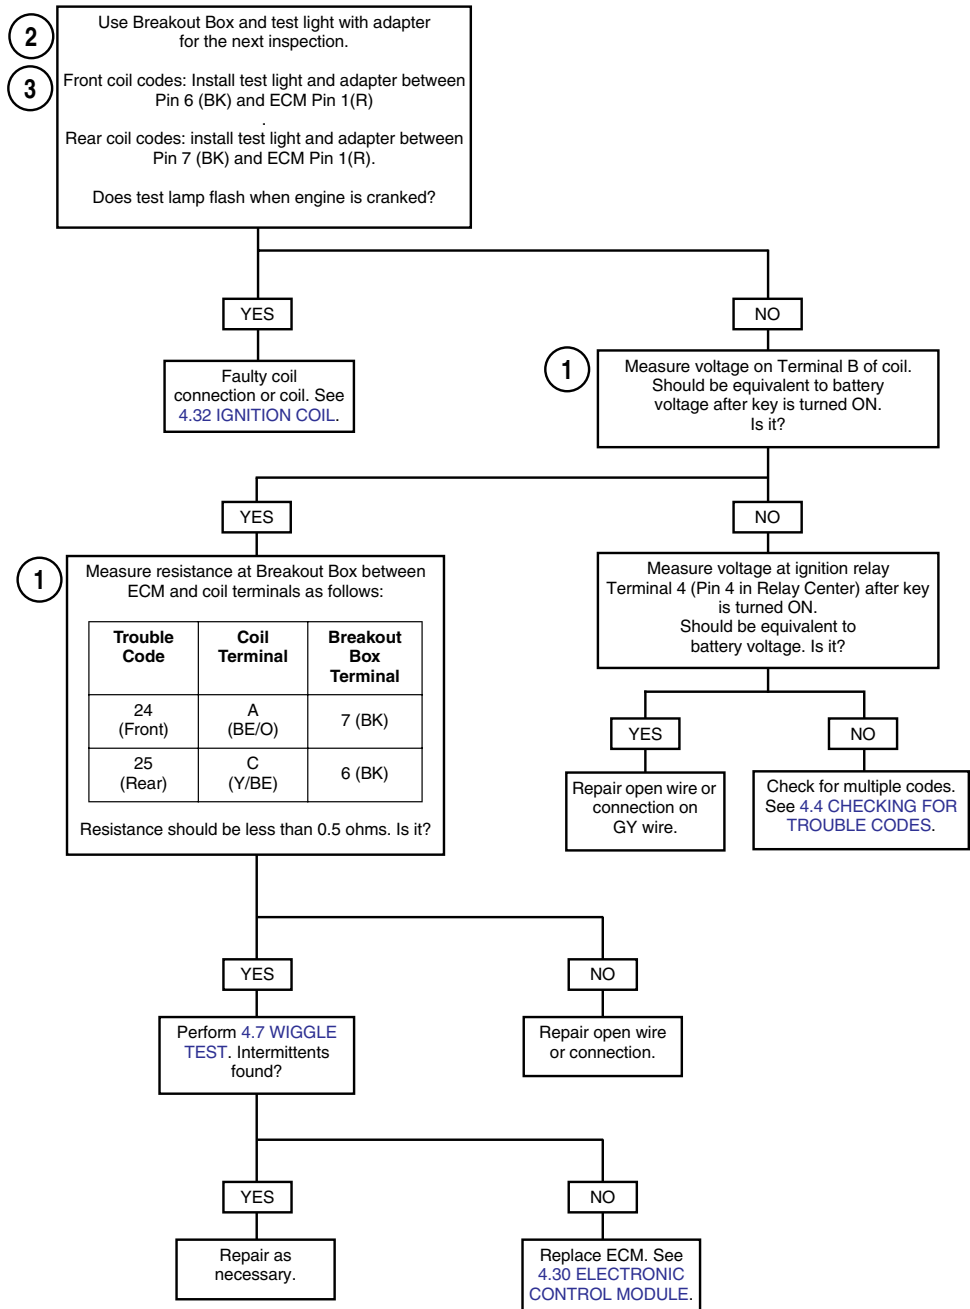 2
Use Breakout Box and test light with adapter
for the next inspection.
3
Front coil codes: Install test light and adapter between
Pin 6 (BK) and ECM Pin 1(R)
.
Rear coil codes: install test light and adapter between
Pin 7 (BK) and ECM Pin 1(R).
Does test lamp flash when engine is cranked?
YES
NO
Faulty coil
connection or coil. See
4.32 IGNITION COIL.
1
Measure voltage on Terminal B of coil.
Should be equivalent to battery
voltage after key is turned ON.
Is it?
YES
NO
1
Measure resistance at Breakout Box between
ECM and coil terminals as follows:
Trouble Code
Coil Terminal
Breakout Box Terminal
24 (Front)
A (BE/O)
7 (BK)
25 (Rear)
C (Y/BE)
6 (BK)
Resistance should be less than 0.5 ohms. Is it?
Measure voltage at ignition relay
Terminal 4 (Pin 4 in Relay Center) after key
is turned ON.
Should be equivalent to
battery voltage. Is it?
YES
NO
Repair open wire or
connection on
GY wire.
Check for multiple codes.
See 4.4 CHECKING FOR
TROUBLE CODES.
YES
NO
Perform 4.7 WIGGLE
TEST. Intermittents
found?
Repair open wire
or connection.
YES
NO
Repair as
necessary.
Replace ECM. See
4.30 ELECTRONIC
CONTROL MODULE.